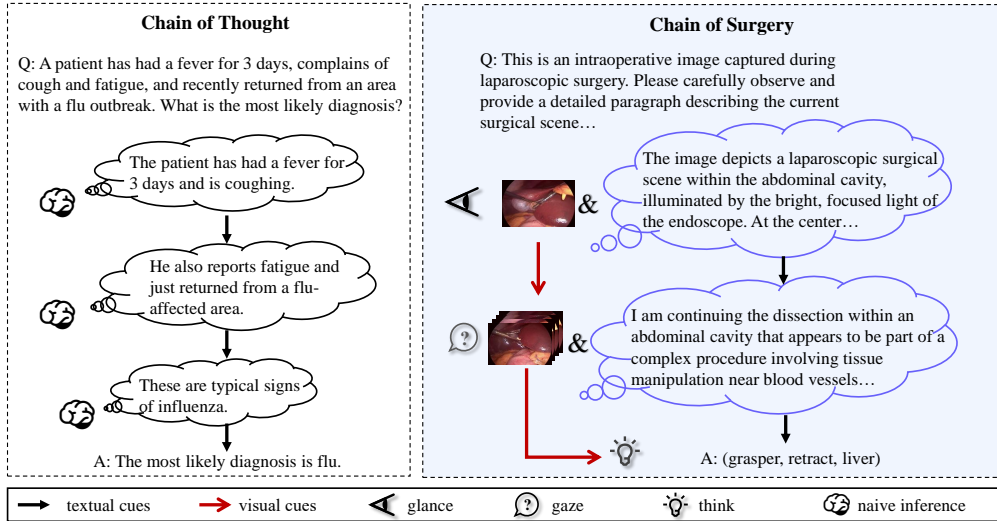 Chain of Thought
Q: A patient has had a fever for 3 days, complains of
cough and fatigue, and recently returned from an area
with a flu outbreak. What is the most likely diagnosis?
The patient has had a fever for
3 days and is coughing.
He also reports fatigue and
just returned from a flu-
affected area.
These are typical signs
of influenza.
A: The most likely diagnosis is flu.
Chain of Surgery
Q: This is an intraoperative image captured during
laparoscopic surgery. Please carefully observe and
provide a detailed paragraph describing the current
surgical scene…
&
The image depicts a laparoscopic surgical
scene within the abdominal cavity,
illuminated by the bright, focused light of
the endoscope. At the center…
?
&
I am continuing the dissection within an
abdominal cavity that appears to be part of a
complex procedure involving tissue
manipulation near blood vessels…
A: (grasper, retract, liver)
textual cues
visual cues
glance
?
gaze
think
naive inference